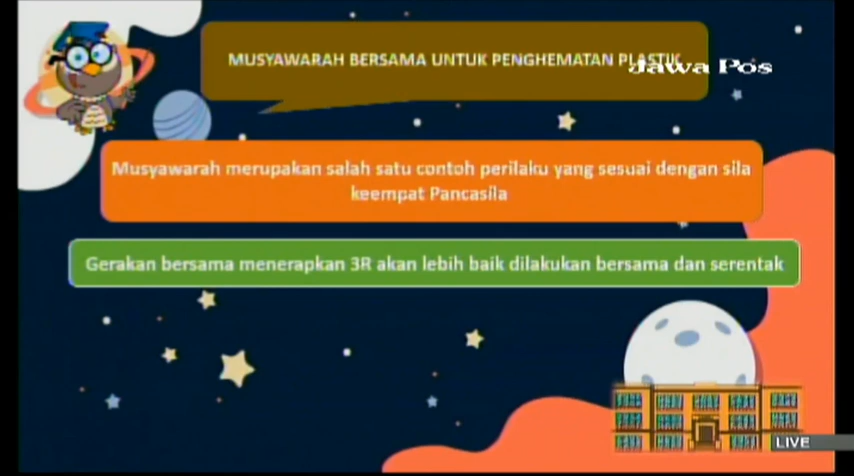 MUSYAWARAH BERSAMA UNTUK PENGHEMATAN PLASTIK
Jawa Pos
Musyawarah merupakan salah satu contoh perilaku yang sesuai dengan sila
keempat Pancasila
Gerakan bersama menerapkan 3R akan lebih baik dilakukan bersama dan serentak
LIVE